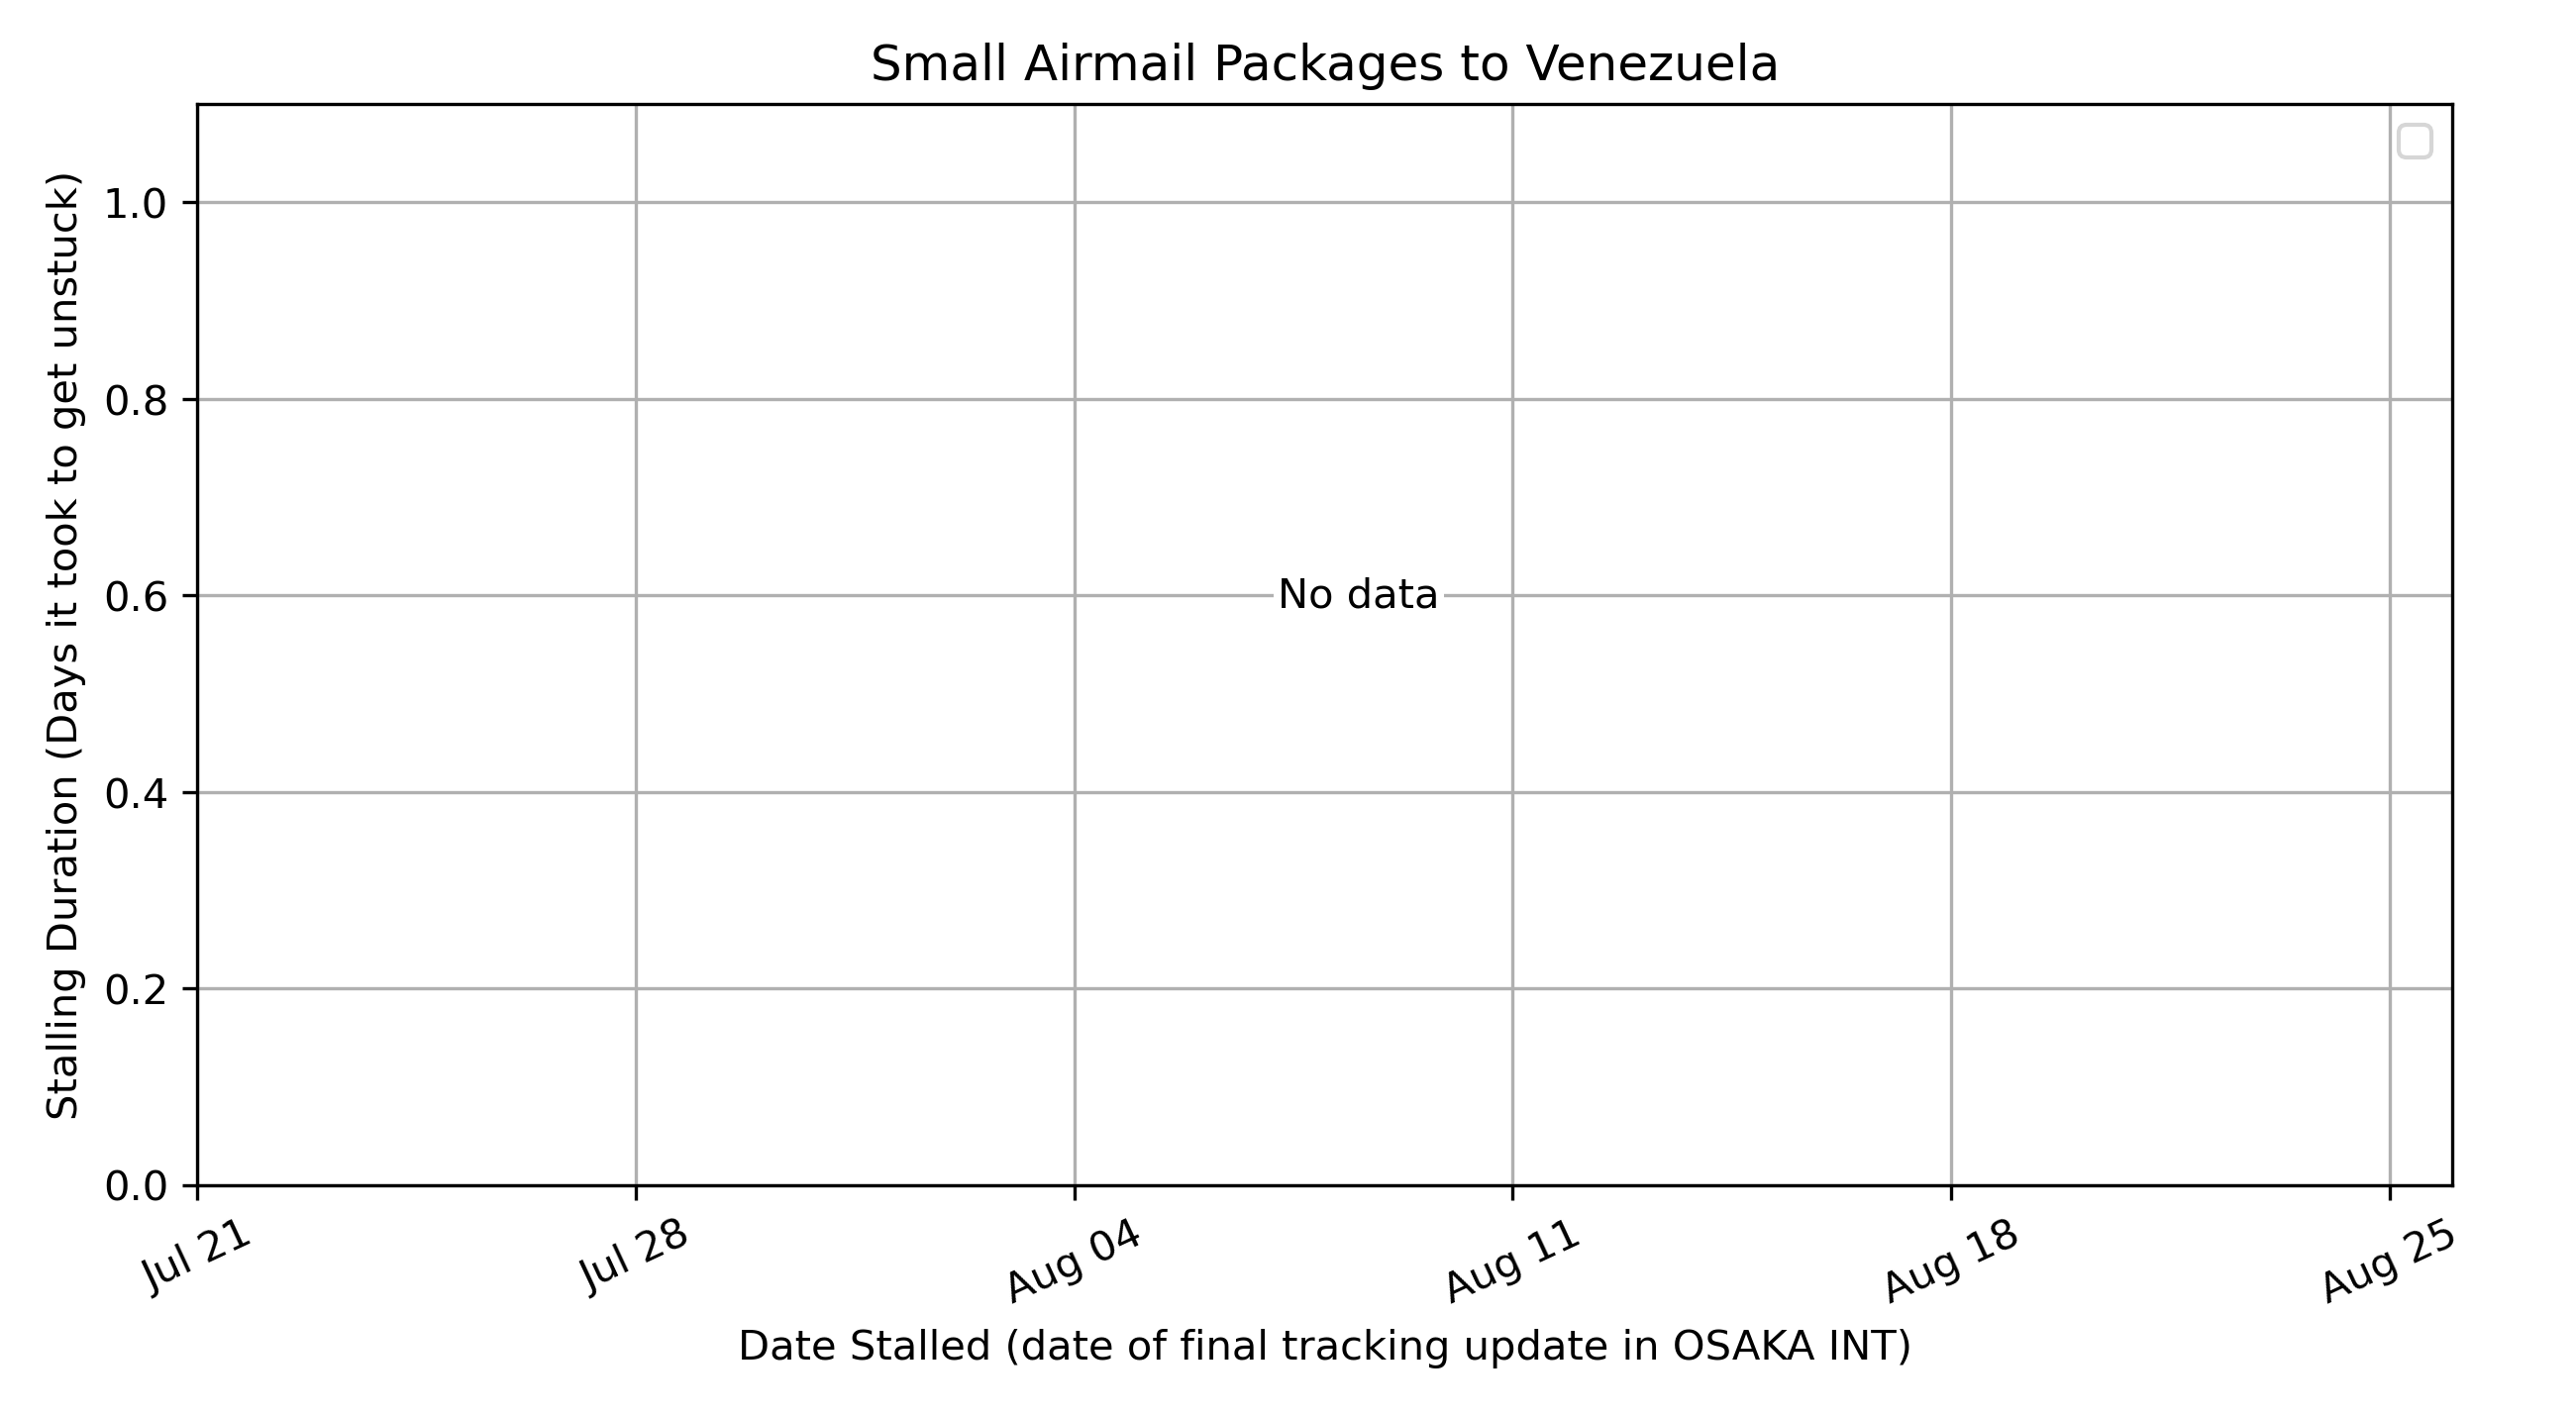 Small Airmail Packages to Venezuela
Stalling Duration (Days it took to get unstuck)
1.0
0.8
0.6
0.4
0.2
0.0
No data
Jul 21
Jul 28
Aug 04
Aug 11
Aug 18
Aug 25
Date Stalled (date of final tracking update in OSAKA INT)